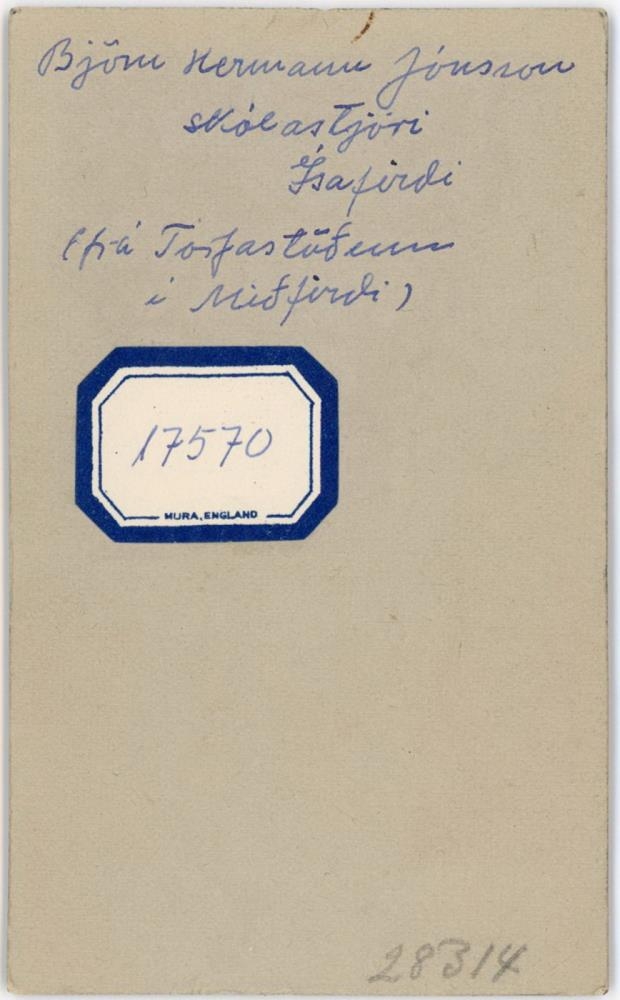 Björn Hermann Jónsson
skólastjóri
Ísafirði
(frá Torfastöðum
í Miðfirði)
17570
MURA, ENGLAND
28314